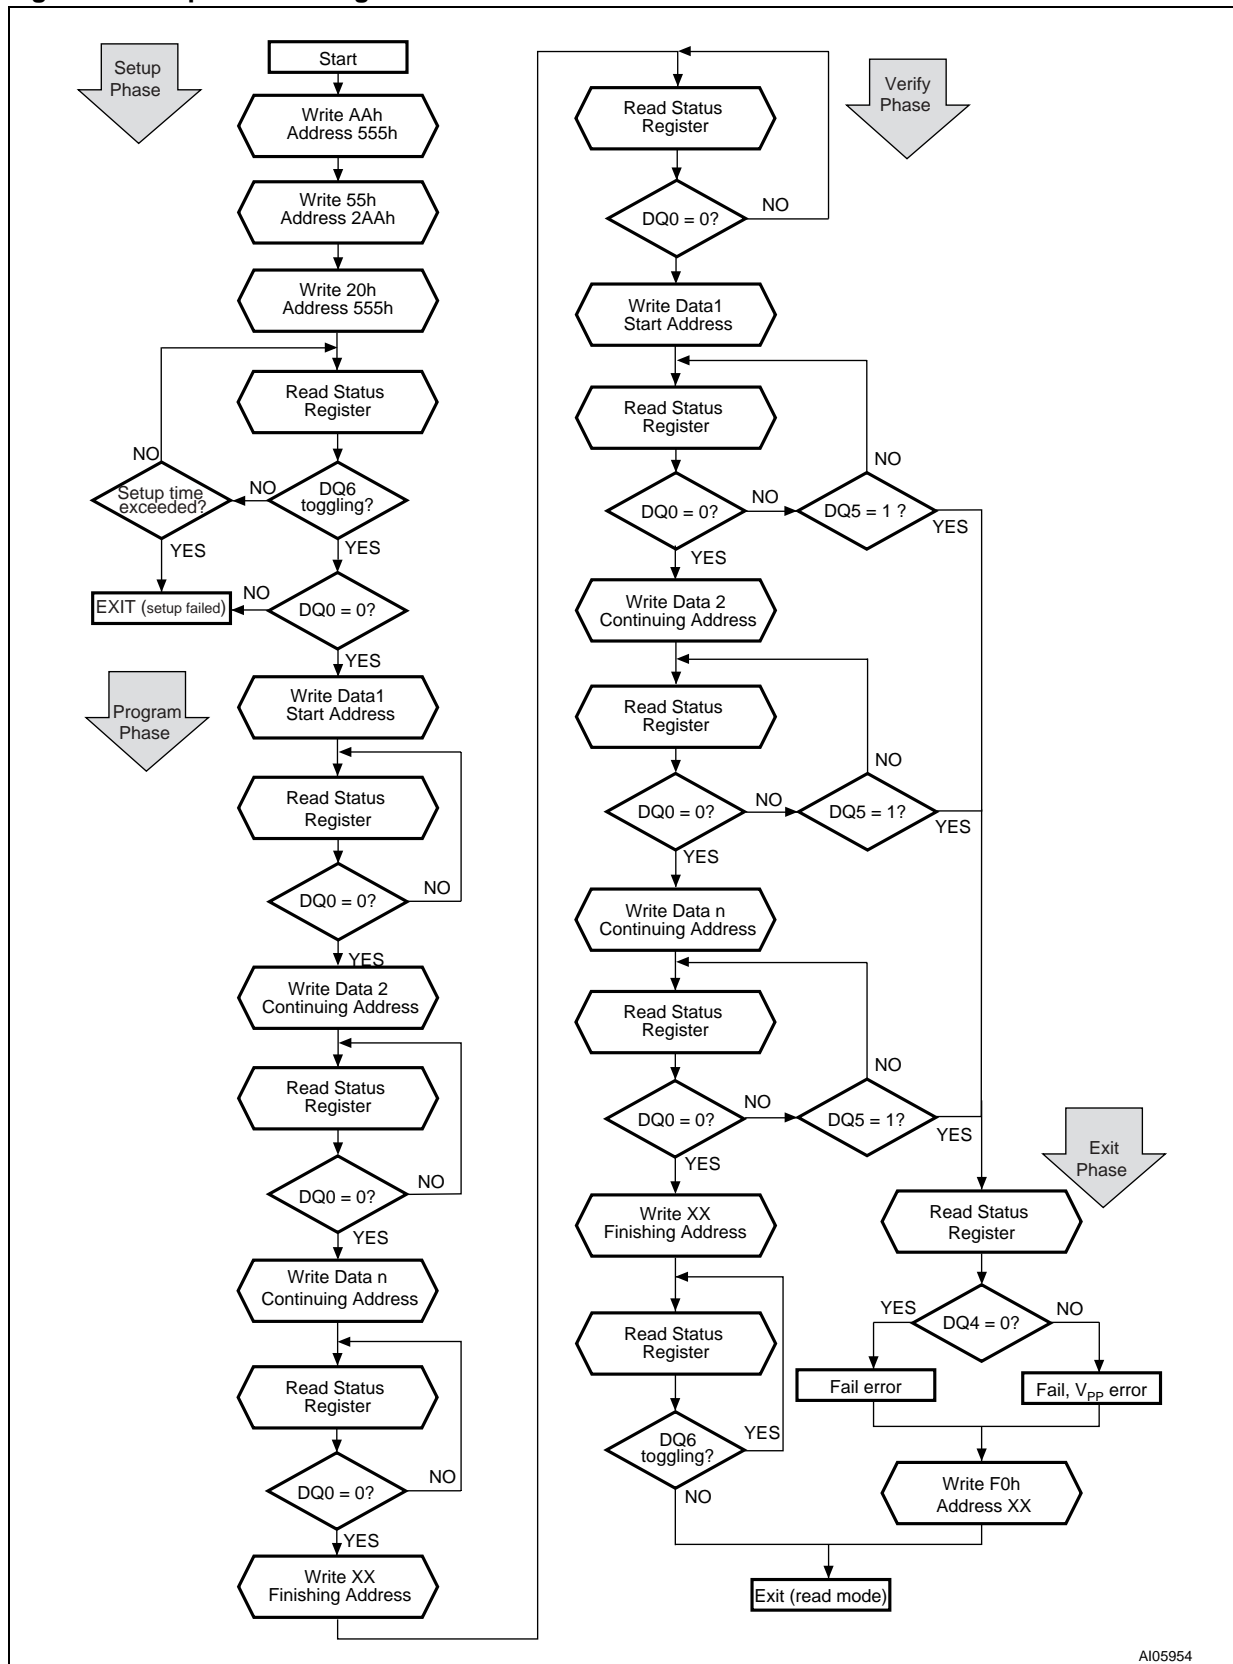 Start
Setup
Phase
Write AAh
Address 555h
Write 55h
Address 2AAh
Write 20h
Address 555h
Read Status
Register
NO
Setup time
exceeded?
NO
DQ6
toggling?
YES
YES
EXIT (setup failed)
NO
DQ0 = 0?
YES
Program
Phase
Write Data1
Start Address
Read Status
Register
DQ0 = 0?
NO
YES
Write Data 2
Continuing Address
Read Status
Register
DQ0 = 0?
NO
YES
Write Data n
Continuing Address
Read Status
Register
DQ0 = 0?
NO
YES
Write XX
Finishing Address
Verify
Phase
Read Status
Register
DQ0 = 0?
NO
Write Data1
Start Address
Read Status
Register
NO
DQ0 = 0?
NO
DQ5 = 1 ?
YES
YES
Write Data 2
Continuing Address
Read Status
Register
NO
DQ0 = 0?
NO
DQ5 = 1?
YES
YES
Write Data n
Continuing Address
Read Status
Register
NO
DQ0 = 0?
NO
DQ5 = 1?
YES
YES
Write XX
Finishing Address
Read Status
Register
DQ6
toggling?
YES
NO
Exit
Phase
Read Status
Register
YES
DQ4 = 0?
NO
Fail error
Fail, VPP error
Write F0h
Address XX
Exit (read mode)
AI05954